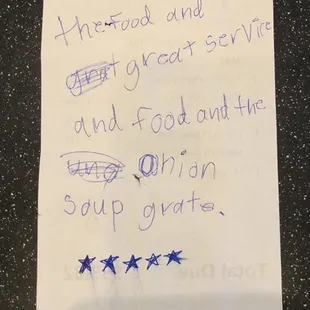 the food and
great service
and food and the
Onion
soup grate.